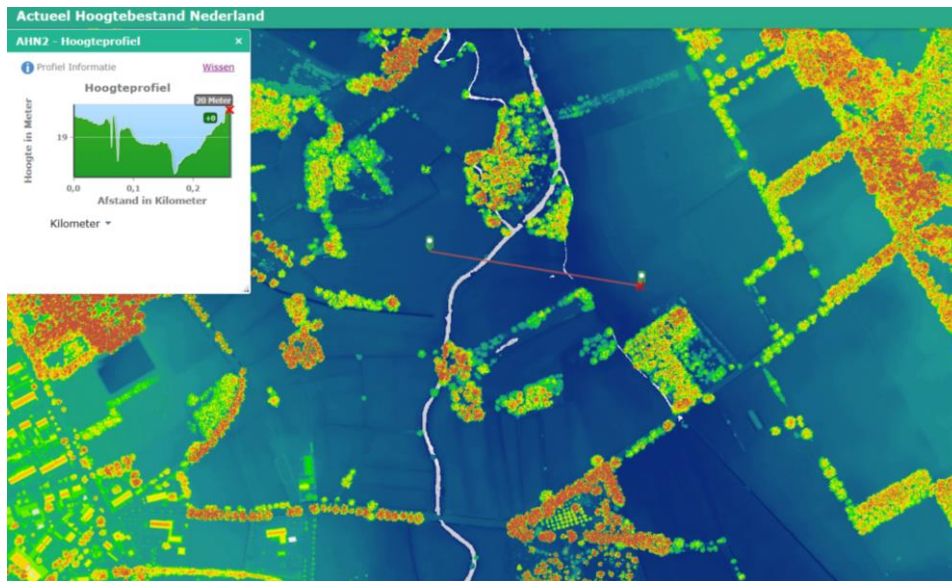 Actueel Hoogtebestand Nederland
AHN2 - Hoogteprofiel ×
Profiel Informatie Wissen
Hoogteprofiel
20 Meter
+0
Hoogte in Meter
19
0,0 0,1 0,2
Afstand in Kilometer
Kilometer